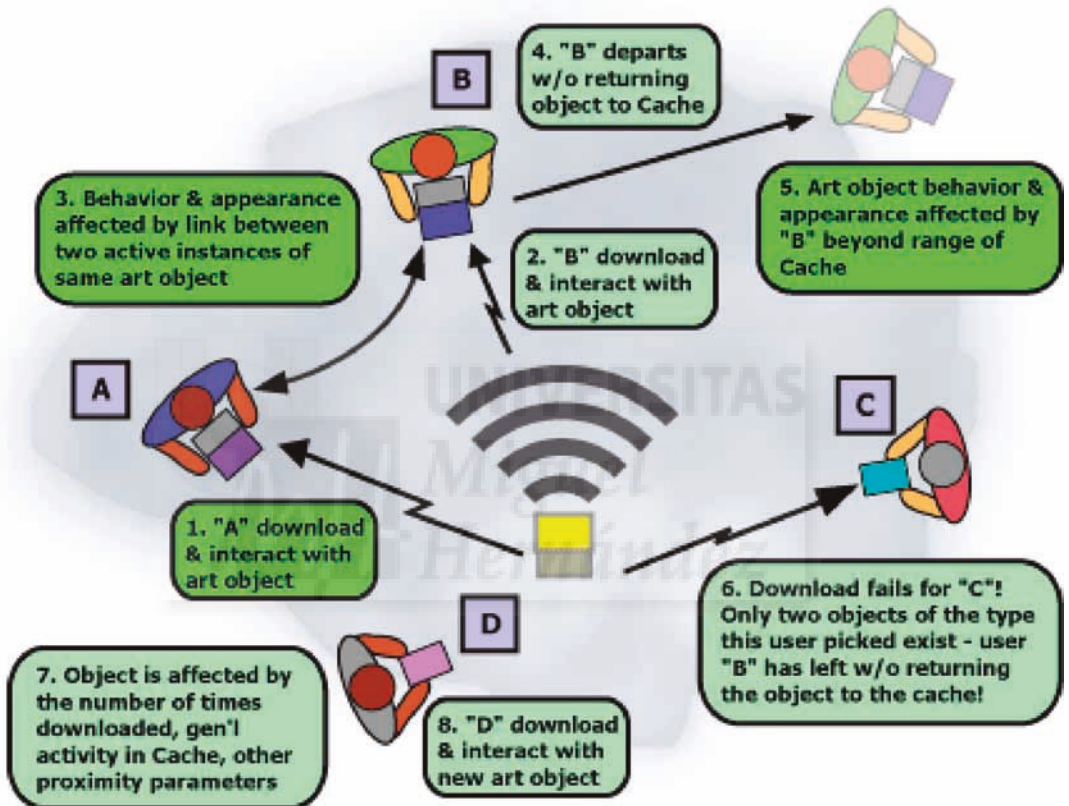 B
4. "B" departs
w/o returning
object to Cache
3. Behavior & appearance
affected by link between
two active instances of
same art object
5. Art object behavior &
appearance affected by
"B" beyond range of
Cache
2. "B" download
& interact with
art object
A
UNIVERSITAS
Miguel
Hernández
C
1. "A" download
& interact with
art object
6. Download fails for "C"!
Only two objects of the type
this user picked exist - user
"B" has left w/o returning
the object to the cache!
D
7. Object is affected by
the number of times
downloaded, gen'l
activity in Cache, other
proximity parameters
8. "D" download
& interact with
new art object